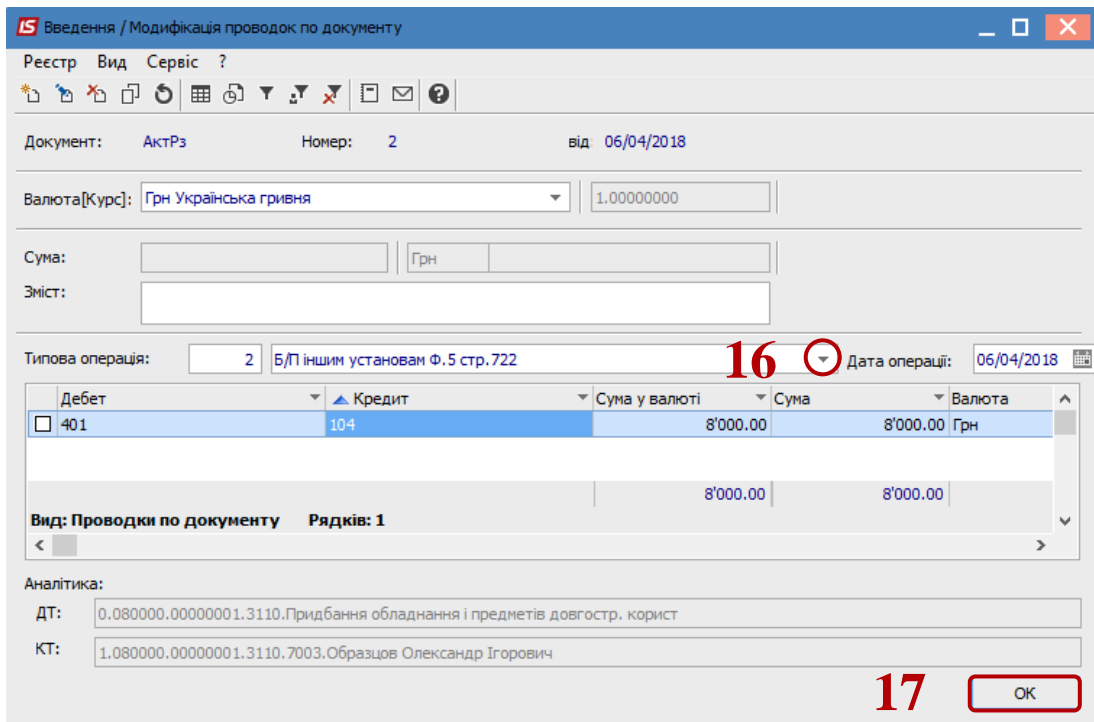 IS Введення / Модифікація проводок по документу
Реєстр Вид Сервіс ?
Документ: АктРз Номер: 2 від: 06/04/2018
Валюта[Курс]: Грн Українська гривня 1.00000000
Сума: Грн
Зміст:
Типова операція: 2 Б/П іншим установам Ф.5 стр.722 16 Дата операції: 06/04/2018
Дебет Кредит Сума у валюті Сума Валюта
401 104 8'000.00 8'000.00 Грн
8'000.00 8'000.00
Вид: Проводки по документу Рядків: 1
Аналітика:
ДТ: 0.080000.00000001.3110.Придбання обладнання і предметів довгостр. корист
КТ: 1.080000.00000001.3110.7003.Образцов Олександр Ігорович
17 OK